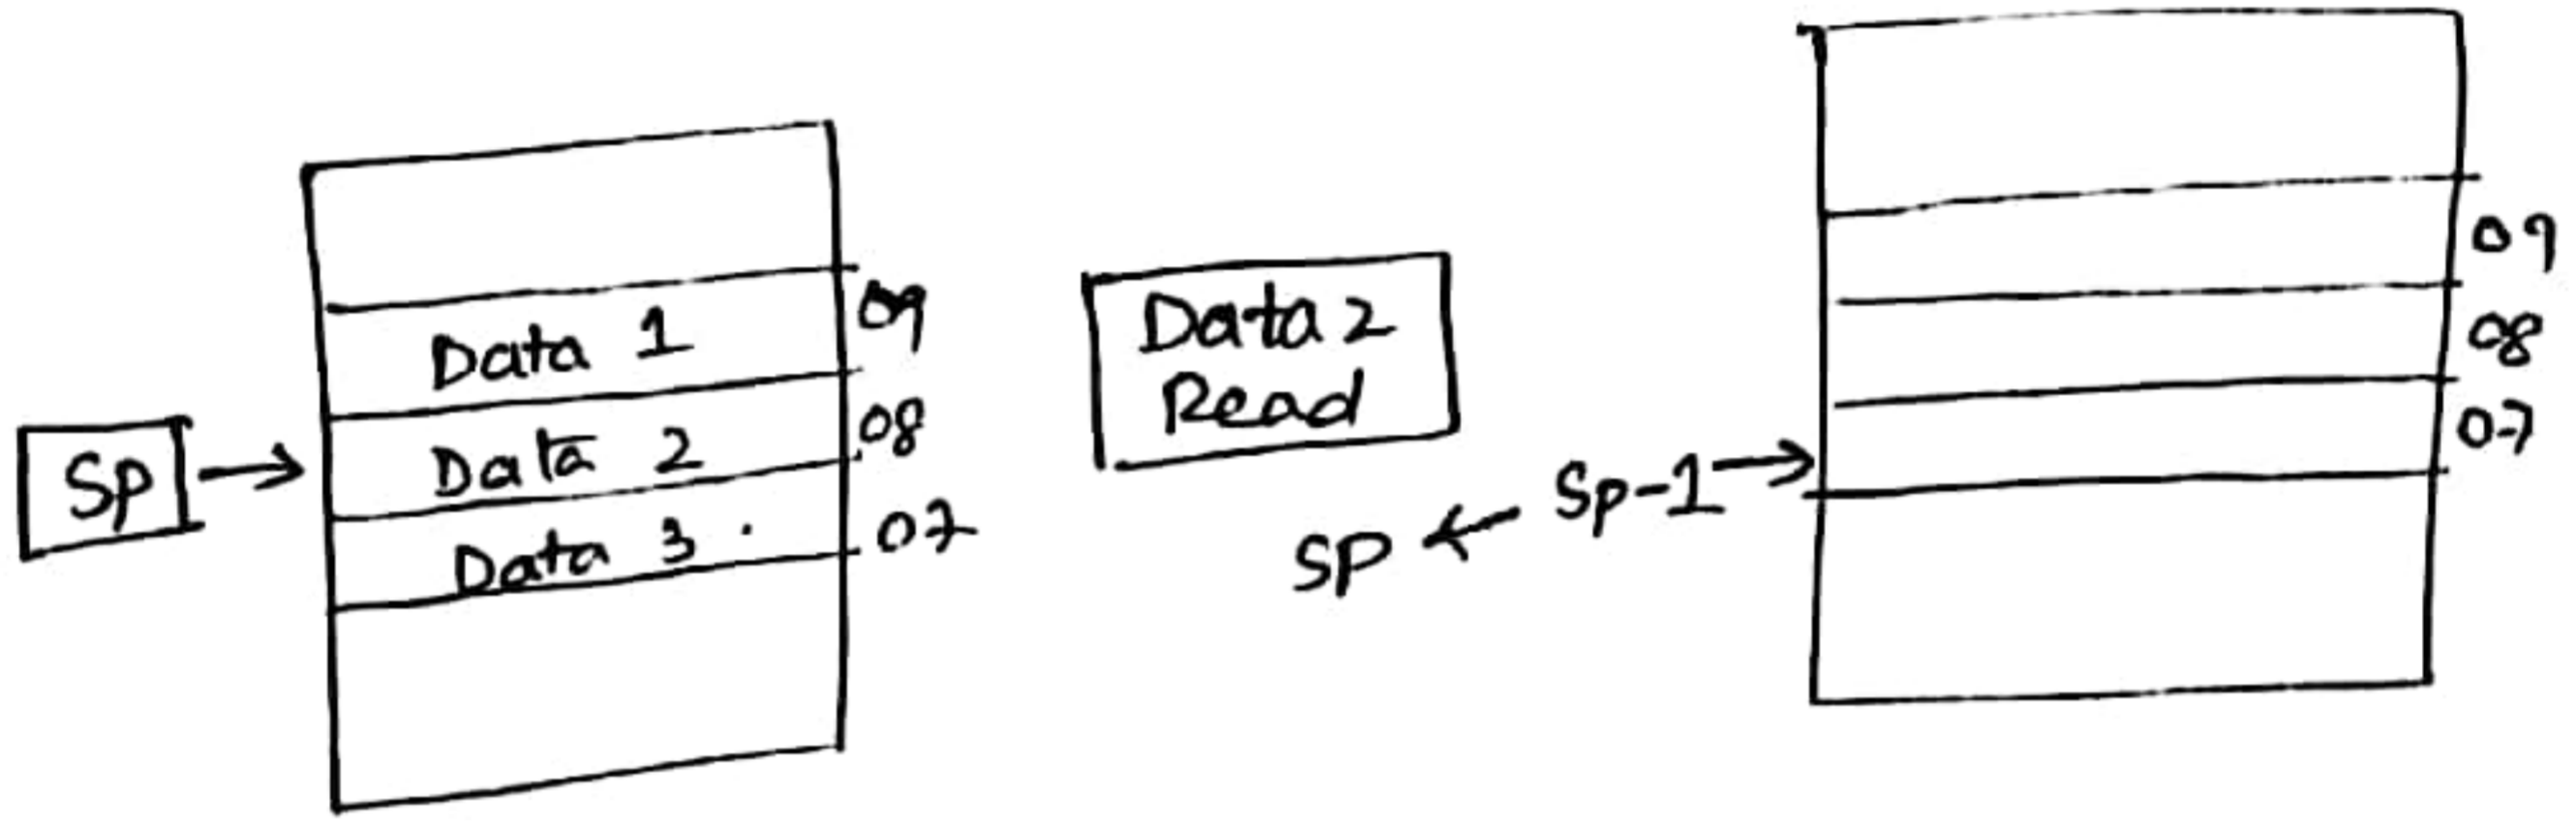 Data 1 09
Sp → Data 2 08
Data 3 . 07
Data 2
Read
SP ← Sp-1 →
09
08
07